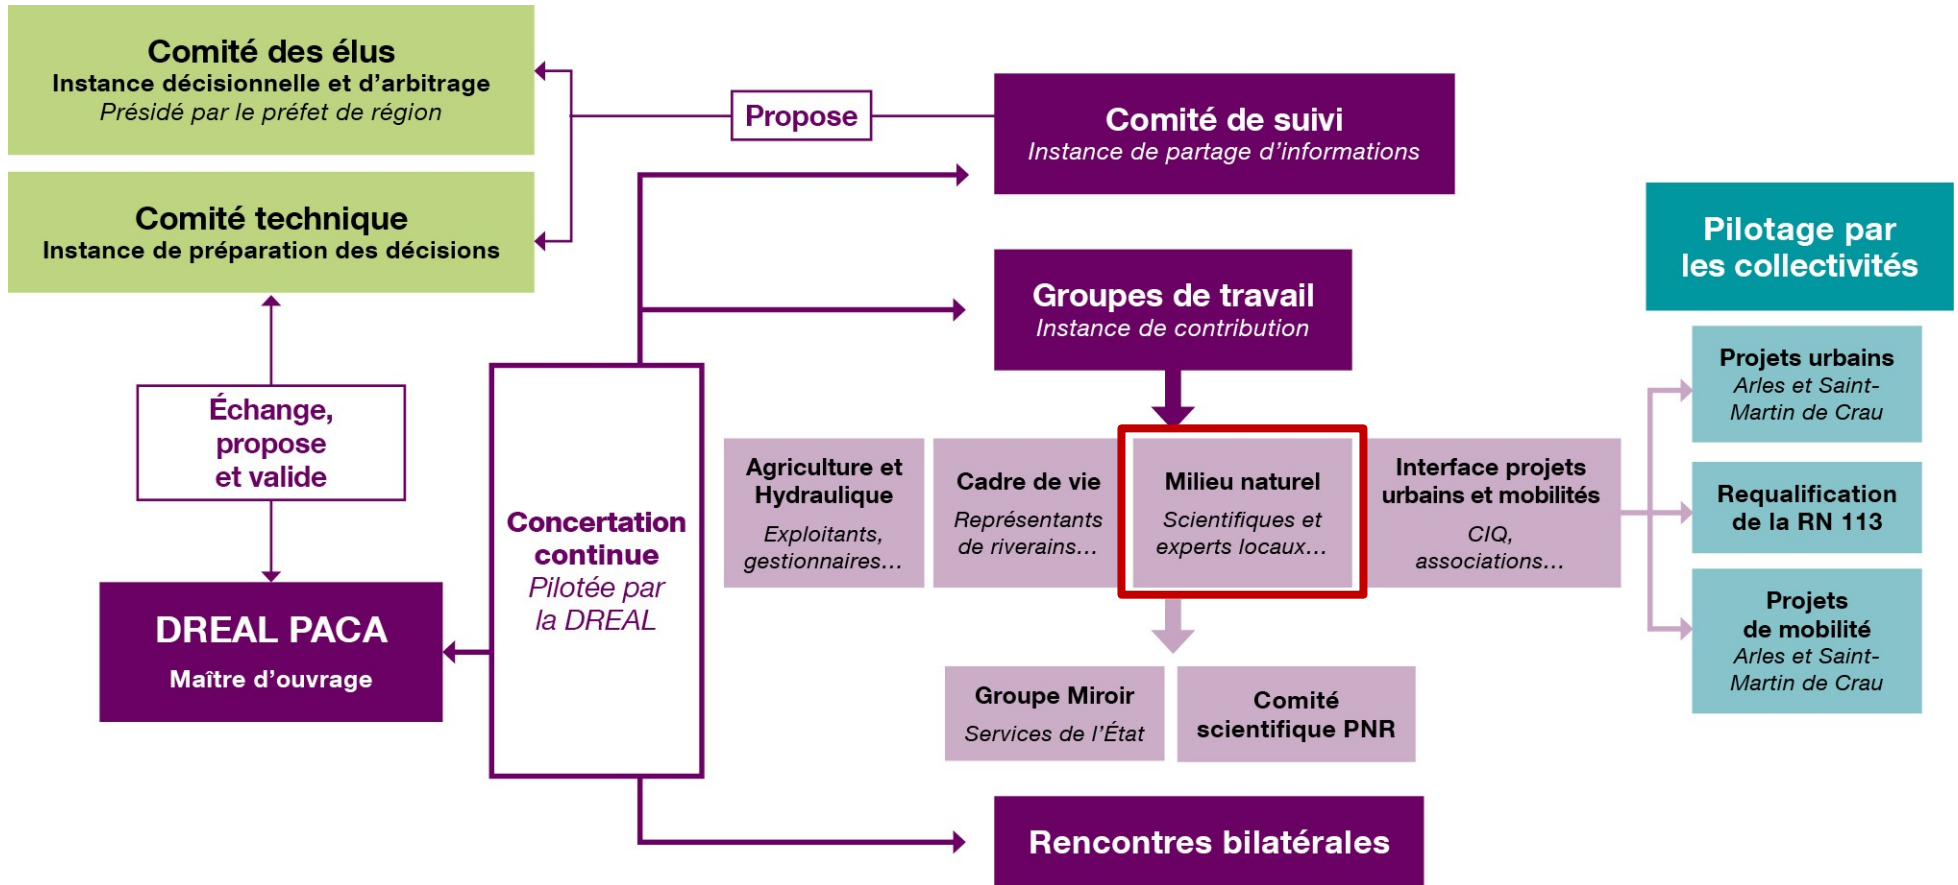 Comité des élus
Instance décisionnelle et d’arbitrage
Présidé par le préfet de région
Comité technique
Instance de préparation des décisions
Propose
Comité de suivi
Instance de partage d’informations
Groupes de travail
Instance de contribution
Pilotage par
les collectivités
Échange,
propose
et valide
DREAL PACA
Maître d’ouvrage
Concertation
continue
Pilotée par
la DREAL
Agriculture et
Hydraulique
Exploitants,
gestionnaires…
Cadre de vie
Représentants
de riverains…
Milieu naturel
Scientifiques et
experts locaux…
Interface projets
urbains et mobilités
CIQ,
associations…
Projets urbains
Arles et Saint-
Martin de Crau
Requalification
de la RN 113
Projets
de mobilité
Arles et Saint-
Martin de Crau
Groupe Miroir
Services de l’État
Comité
scientifique PNR
Rencontres bilatérales